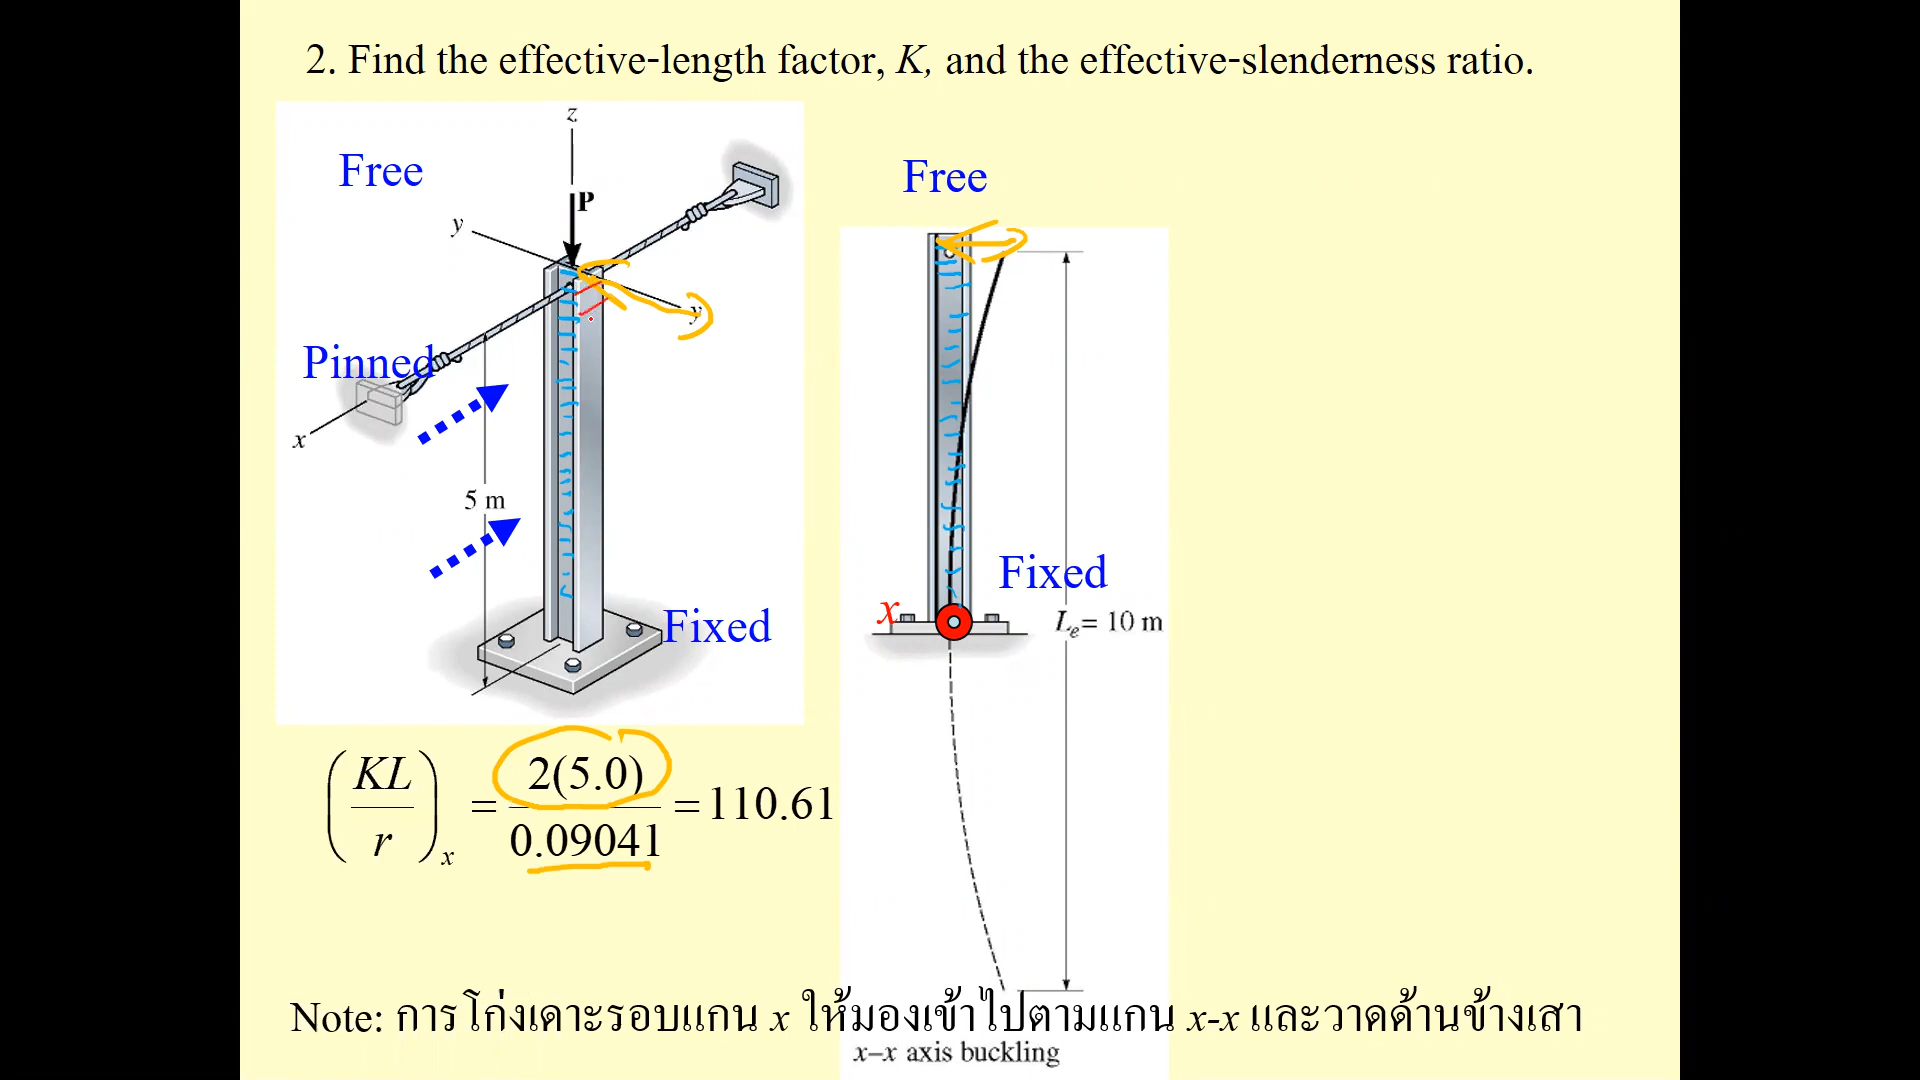 2. Find the effective-length factor, K, and the effective-slenderness ratio.
z
Free
P
y
y
Pinned
x
5 m
Fixed
Free
Fixed
x
Le= 10 m
(KL/r)x = 2(5.0)/0.09041 = 110.61
Note: การโก่งเดาะรอบแกน x ให้มองเข้าไปตามแกน x-x และวาดด้านข้างเสา
x–x axis buckling